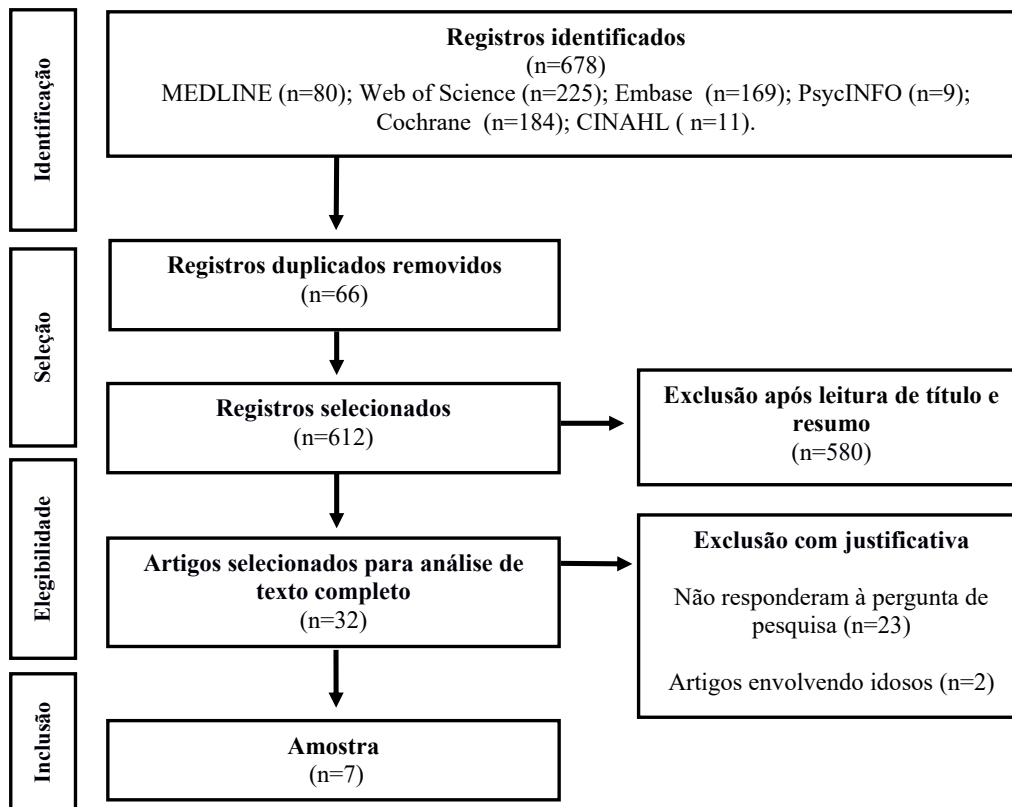 Identificação
Registros identificados
(n=678)
MEDLINE (n=80); Web of Science (n=225); Embase (n=169); PsycINFO (n=9);
Cochrane (n=184); CINAHL ( n=11).
Seleção
Registros duplicados removidos
(n=66)
Registros selecionados
(n=612)
Exclusão após leitura de título e
resumo
(n=580)
Elegibilidade
Artigos selecionados para análise de
texto completo
(n=32)
Exclusão com justificativa
Não responderam à pergunta de
pesquisa (n=23)
Artigos envolvendo idosos (n=2)
Inclusão
Amostra
(n=7)